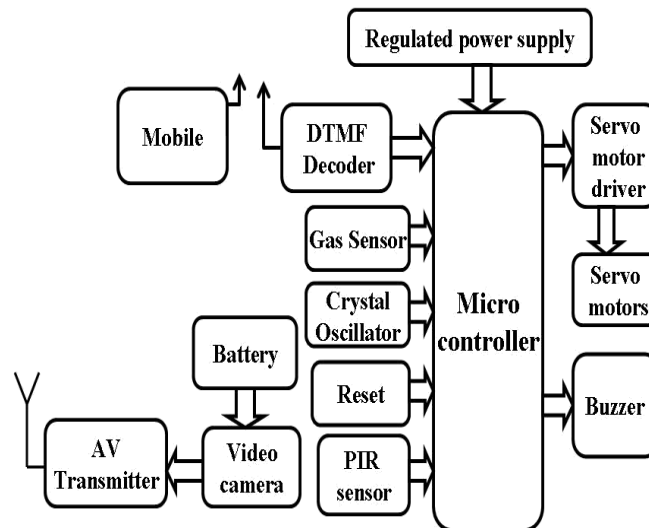 Regulated power supply
Mobile
DTMF
Decoder
Servo
motor
driver
Gas Sensor
Micro
controller
Servo
motors
Crystal
Oscillator
Battery
Reset
Buzzer
AV
Transmitter
Video
camera
PIR
sensor